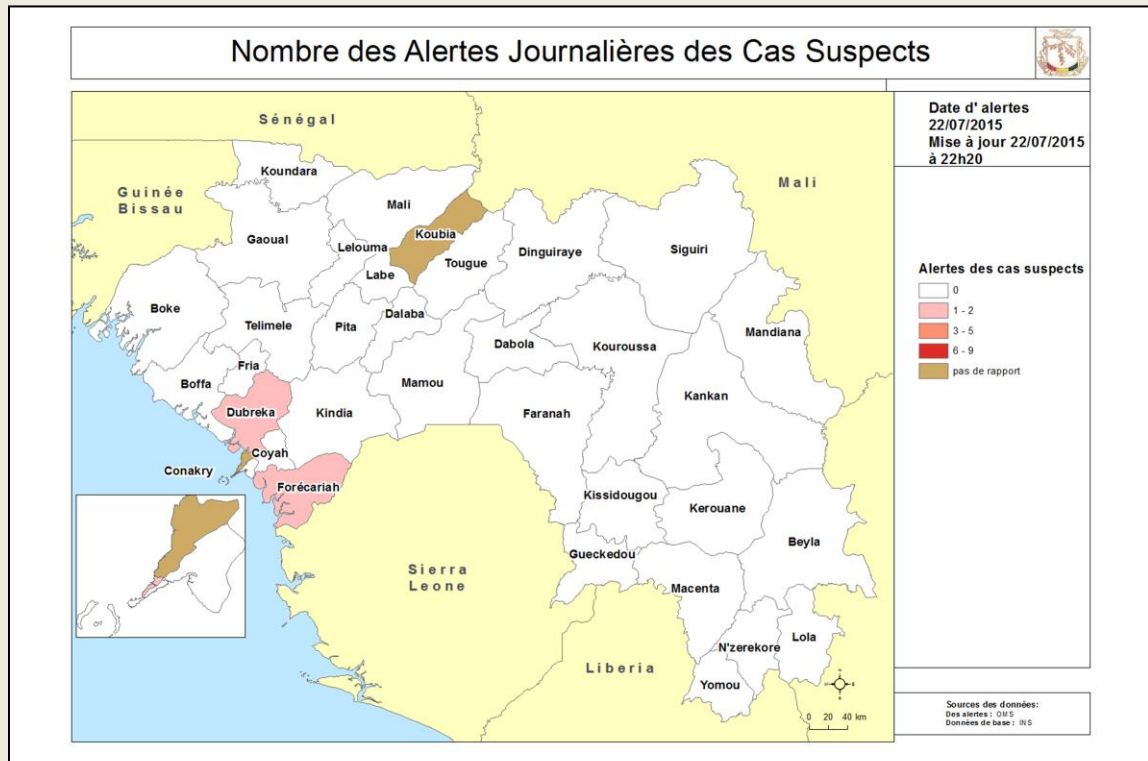 Nombre des Alertes Journalières des Cas Suspects
Date d' alertes
22/07/2015
Mise à jour 22/07/2015
à 22h20
Sénégal
Mali
Guinée
Bissau
Koundara
Mali
Gaoual
Koubia
Lelouma
Labe
Tougue
Dinguiraye
Siguiri
Boke
Telimele
Pita
Dalaba
Dabola
Kouroussa
Mandiana
Fria
Boffa
Mamou
Kankan
Dubreka
Kindia
Faranah
Coyah
Conakry
Forécariah
Kissidougou
Kerouane
Beyla
Gueckedou
Sierra
Leone
Macenta
N'zerekore
Lola
Liberia
Yomou
0 20 40 km
Alertes des cas suspects
0
1 - 2
3 - 5
6 - 9
pas de rapport
Sources des données:
Des alertes : OMS
Données de base : INS